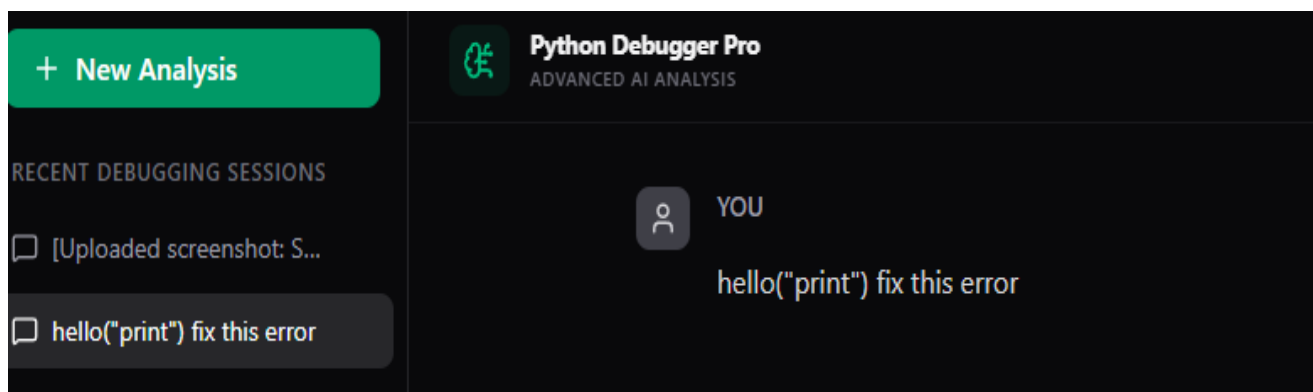 + New Analysis
RECENT DEBUGGING SESSIONS
[Uploaded screenshot: S...
hello("print") fix this error
Python Debugger Pro
ADVANCED AI ANALYSIS
YOU
hello("print") fix this error